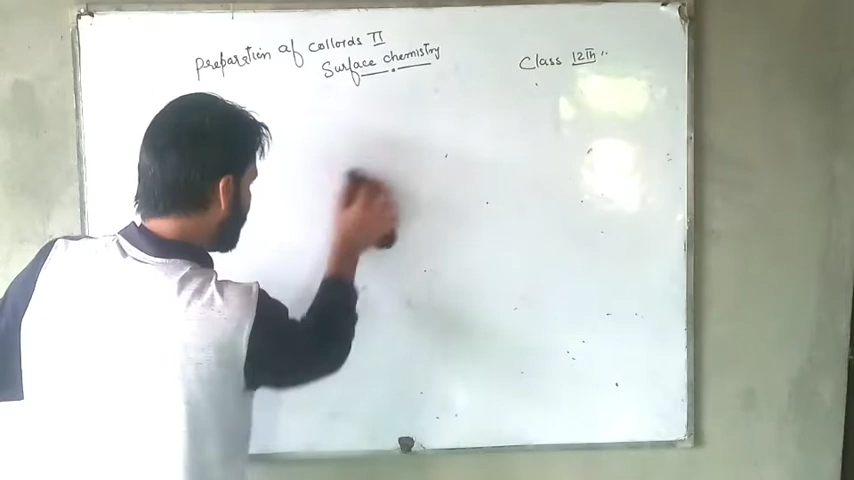 Preparation of colloids II
Surface chemistry
Class 12Th